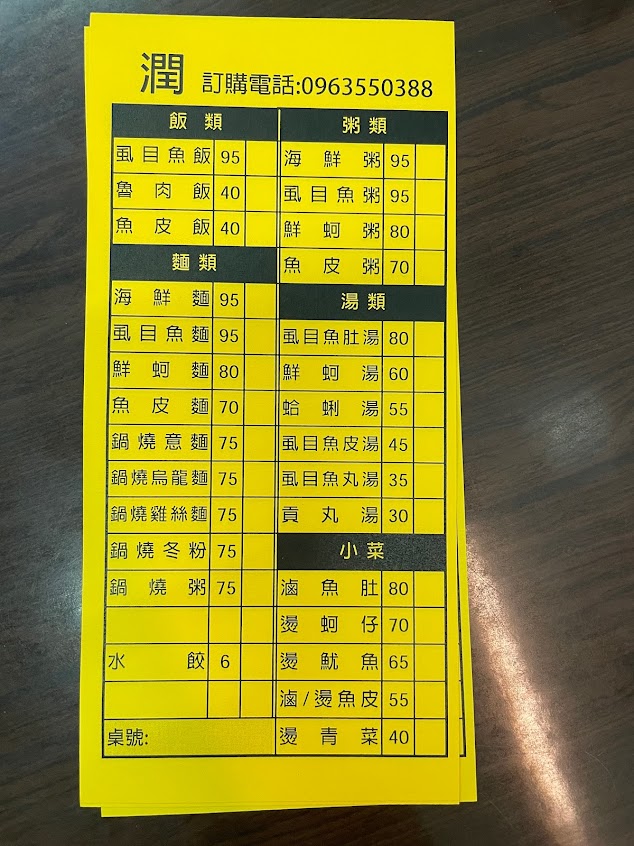 潤 訂購電話:0963550388
飯類
虱目魚飯 95
魯肉飯 40
魚皮飯 40
麵類
海鮮麵 95
虱目魚麵 95
鮮蚵麵 80
魚皮麵 70
鍋燒意麵 75
鍋燒烏龍麵 75
鍋燒雞絲麵 75
鍋燒冬粉 75
鍋燒粥 75
水餃 6
桌號:
粥類
海鮮粥 95
虱目魚粥 95
鮮蚵粥 80
魚皮粥 70
湯類
虱目魚肚湯 80
鮮蚵湯 60
蛤蜊湯 55
虱目魚皮湯 45
虱目魚丸湯 35
貢丸湯 30
小菜
滷魚肚 80
燙蚵仔 70
燙魷魚 65
滷/燙魚皮 55
燙青菜 40